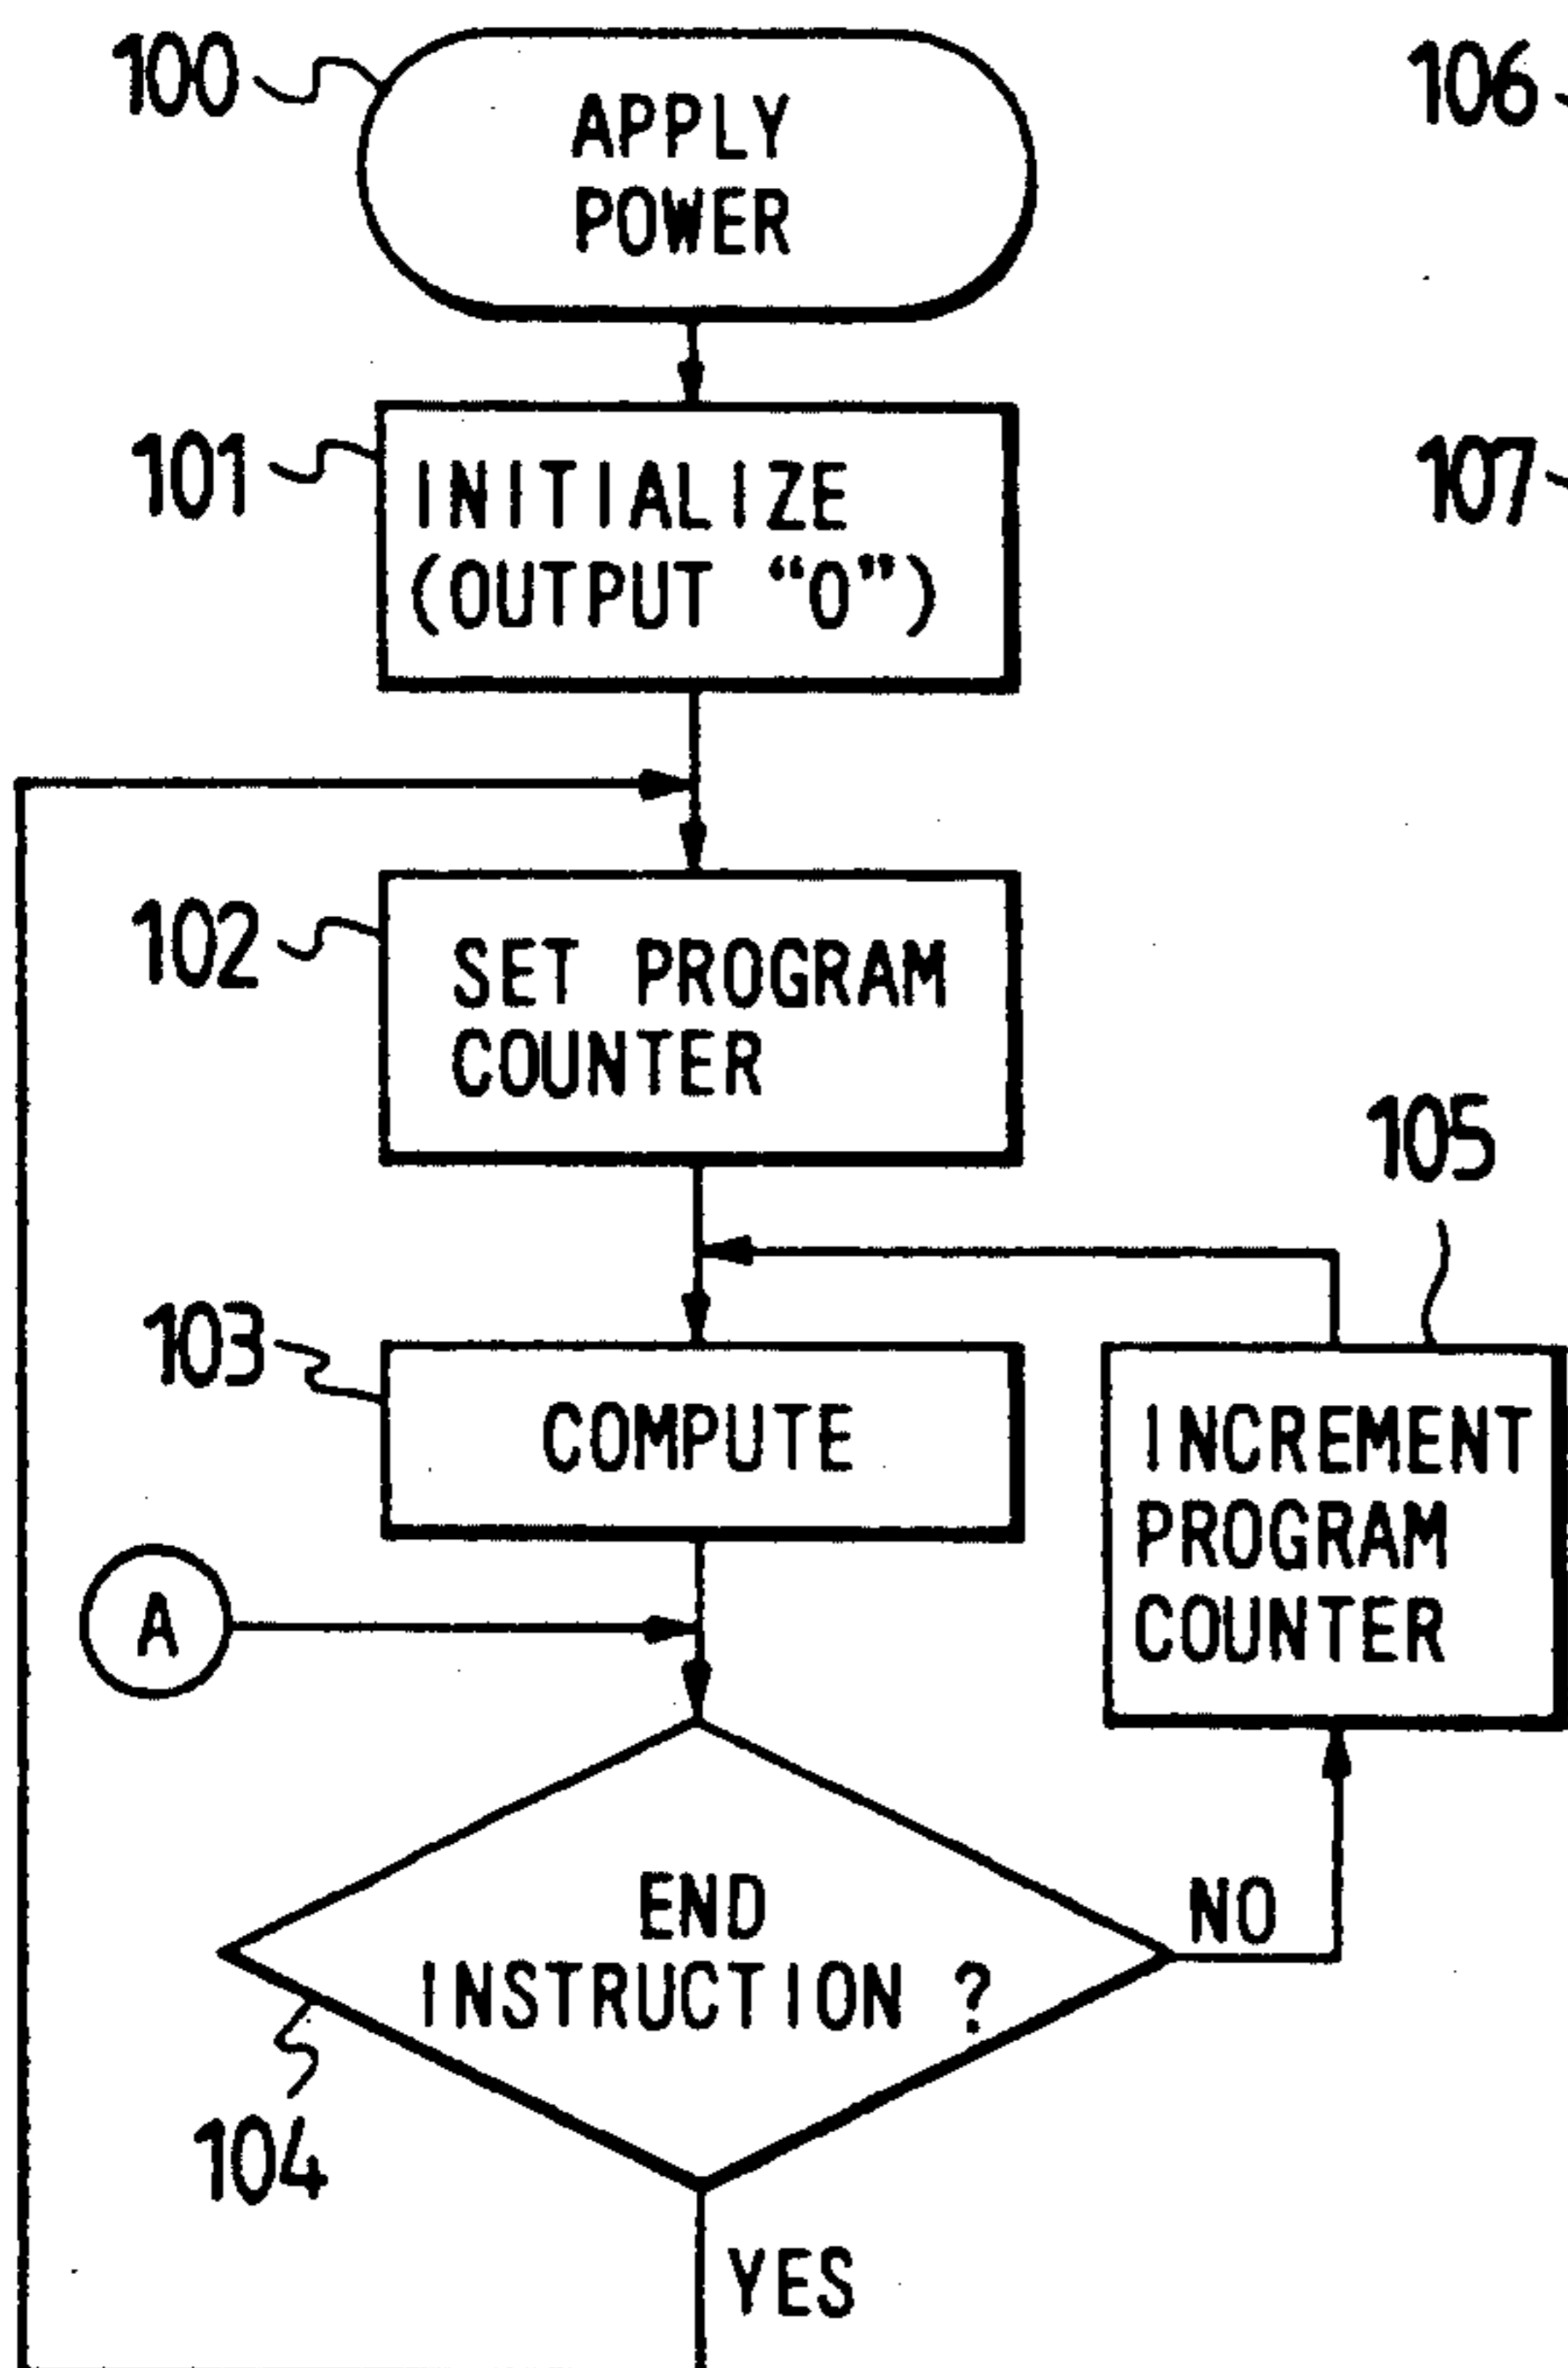 100
APPLY
POWER
106
101
INITIALIZE
(OUTPUT “0”)
107
102
SET PROGRAM
COUNTER
105
103
COMPUTE
INCREMENT
PROGRAM
COUNTER
A
END
INSTRUCTION ?
NO
104
YES